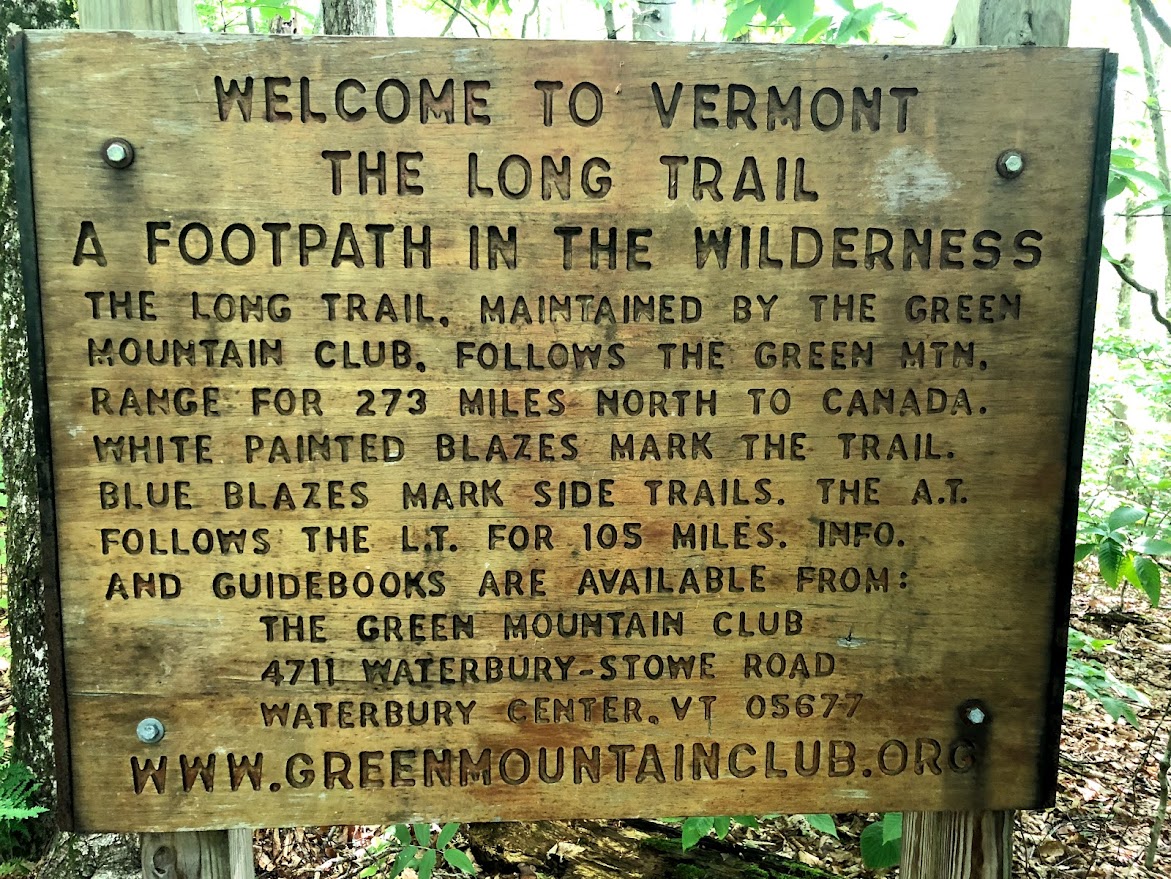 WELCOME TO VERMONT
THE LONG TRAIL
A FOOTPATH IN THE WILDERNESS
THE LONG TRAIL, MAINTAINED BY THE GREEN
MOUNTAIN CLUB, FOLLOWS THE GREEN MTN.
RANGE FOR 273 MILES NORTH TO CANADA.
WHITE PAINTED BLAZES MARK THE TRAIL.
BLUE BLAZES MARK SIDE TRAILS. THE A.T.
FOLLOWS THE L.T. FOR 105 MILES. INFO.
AND GUIDEBOOKS ARE AVAILABLE FROM:
THE GREEN MOUNTAIN CLUB
4711 WATERBURY-STOWE ROAD
WATERBURY CENTER, VT 05677
WWW.GREENMOUNTAINCLUB.ORG